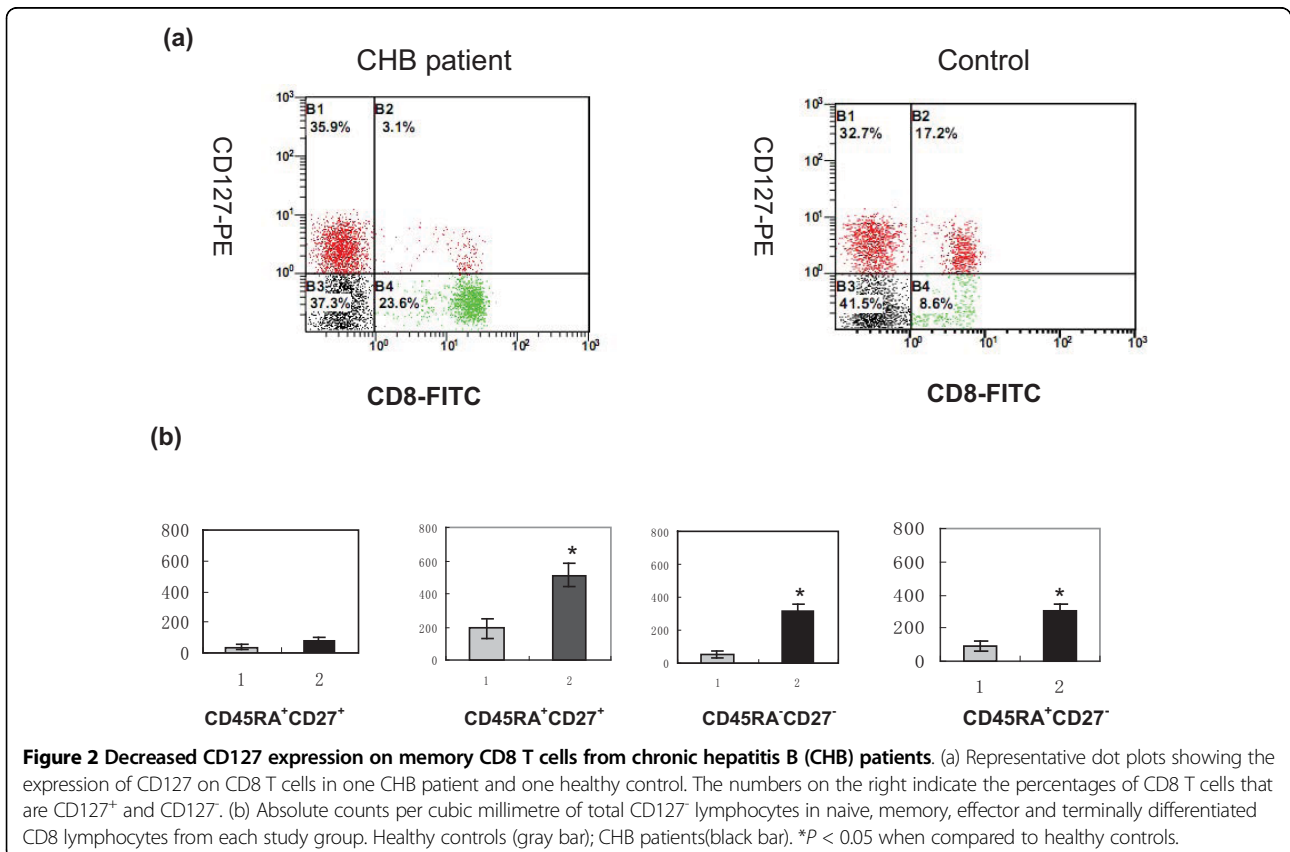 (a)
CHB patient
Control
CD127-PE
10³
10²
10¹
10⁰
B1
35.9%
B2
3.1%
B3
37.3%
B4
23.6%
10⁰ 10¹ 10² 10³
CD8-FITC
CD127-PE
10³
10²
10¹
10⁰
B1
32.7%
B2
17.2%
B3
41.5%
B4
8.6%
10⁰ 10¹ 10² 10³
CD8-FITC
(b)
800
600
400
200
0
1 2
CD45RA⁺CD27⁺
800
600
400
200
0
*
1 2
CD45RA⁺CD27⁺
800
600
400
200
0
*
1 2
CD45RA⁻CD27⁻
800
600
400
200
0
*
1 2
CD45RA⁺CD27⁻
Figure 2 Decreased CD127 expression on memory CD8 T cells from chronic hepatitis B (CHB) patients. (a) Representative dot plots showing the
expression of CD127 on CD8 T cells in one CHB patient and one healthy control. The numbers on the right indicate the percentages of CD8 T cells that
are CD127⁺ and CD127⁻. (b) Absolute counts per cubic millimetre of total CD127⁻ lymphocytes in naive, memory, effector and terminally differentiated
CD8 lymphocytes from each study group. Healthy controls (gray bar); CHB patients(black bar). *P < 0.05 when compared to healthy controls.